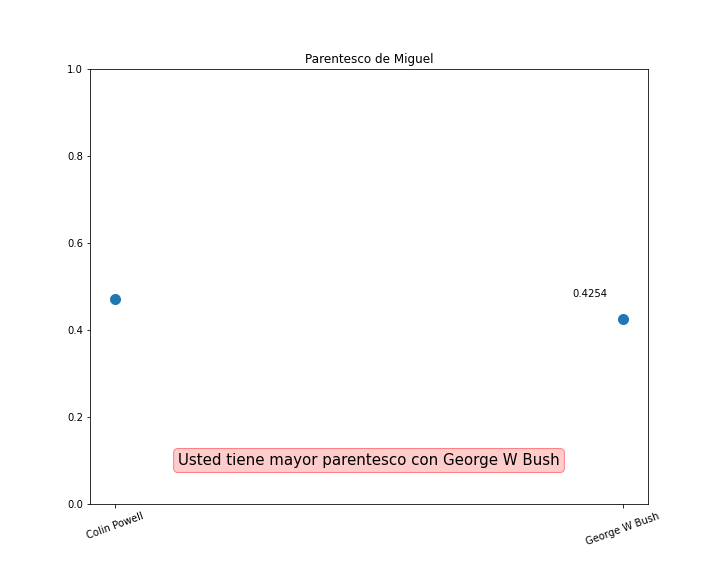 Parentesco de Miguel
1.0
0.8
0.6
0.4
0.2
0.0
0.4254
Usted tiene mayor parentesco con George W Bush
Colin Powell
George W Bush